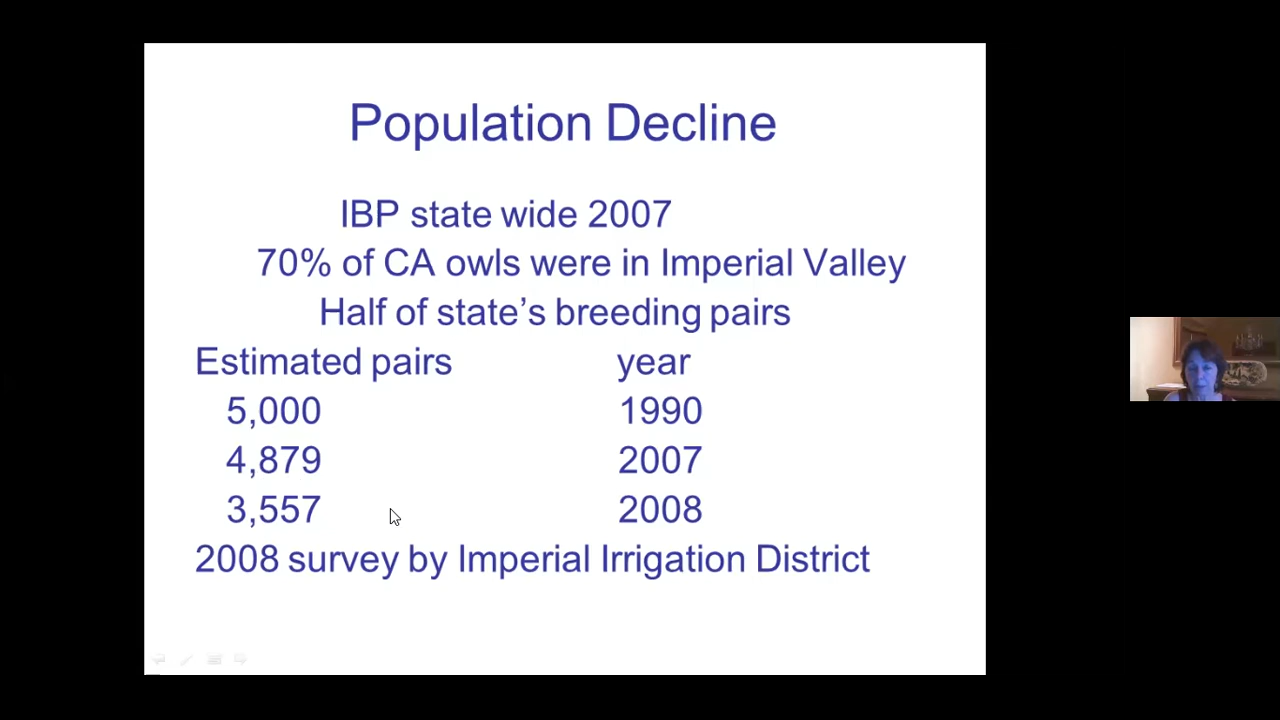 Population Decline
IBP state wide 2007
70% of CA owls were in Imperial Valley
Half of state’s breeding pairs
Estimated pairs year
5,000 1990
4,879 2007
3,557 2008
2008 survey by Imperial Irrigation District